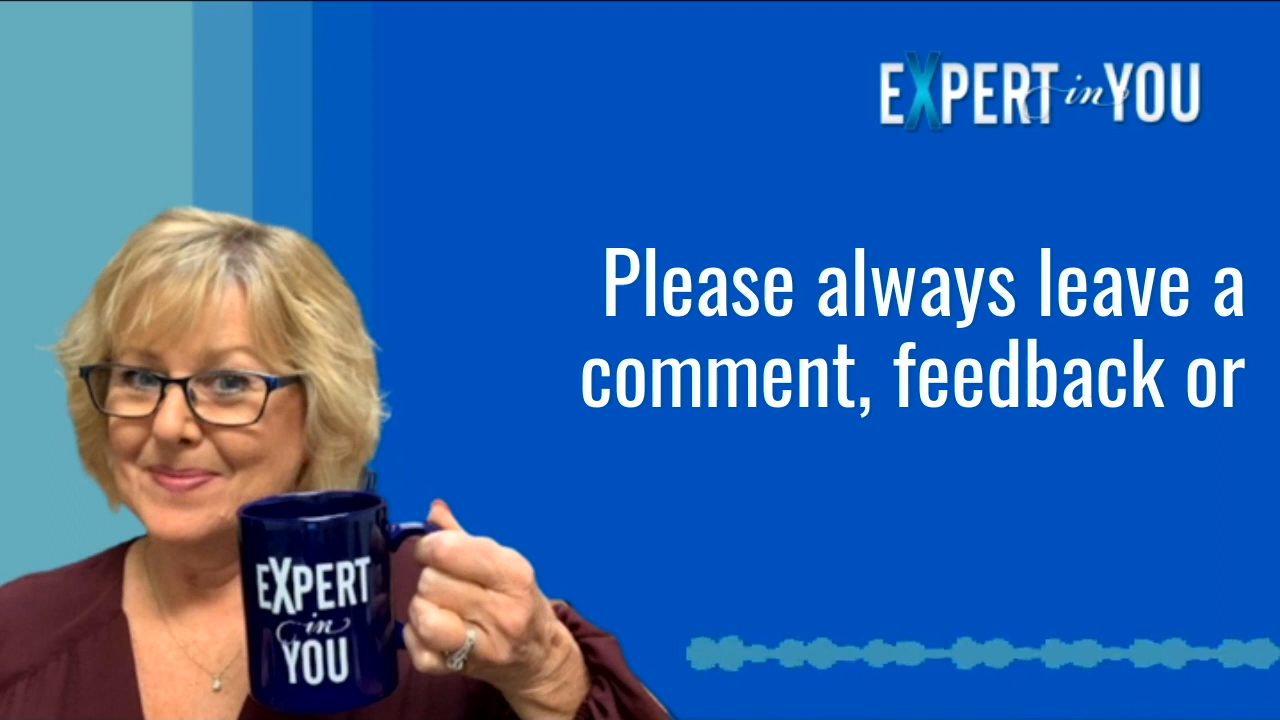 EXPERT in YOU
Please always leave a
comment, feedback or
EXPERT
in
YOU